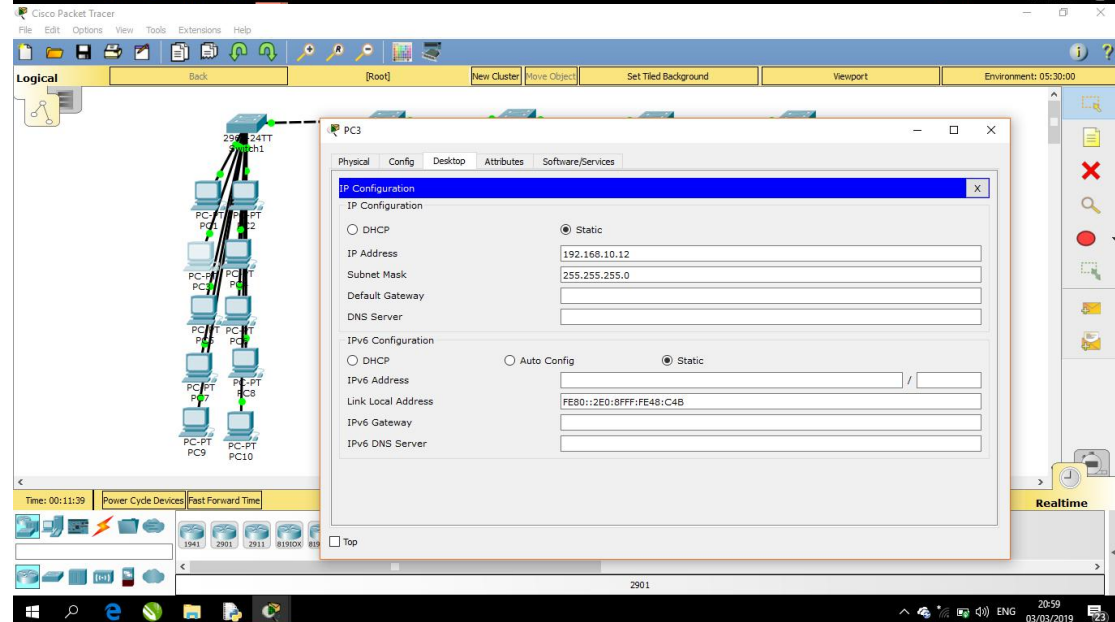 Cisco Packet Tracer
File Edit Options View Tools Extensions Help
Logical Back [Root] New Cluster Move Object Set Tiled Background Viewport Environment: 05:30:00
24TT
PC3
Physical Config Desktop Attributes Software/Services
IP Configuration X
IP Configuration
DHCP Static
IP Address 192.168.10.12
Subnet Mask 255.255.255.0
Default Gateway
DNS Server
IPv6 Configuration
DHCP Auto Config Static
IPv6 Address /
Link Local Address FE80::2E0:8FFF:FE48:C4B
IPv6 Gateway
IPv6 DNS Server
Top
PC8
PC-PT PC-PT
PC9 PC10
Time: 00:11:39 Power Cycle Devices Fast Forward Time Realtime
1941 2901 2911 819IOX
2901
ENG 20:59
03/03/2019
23